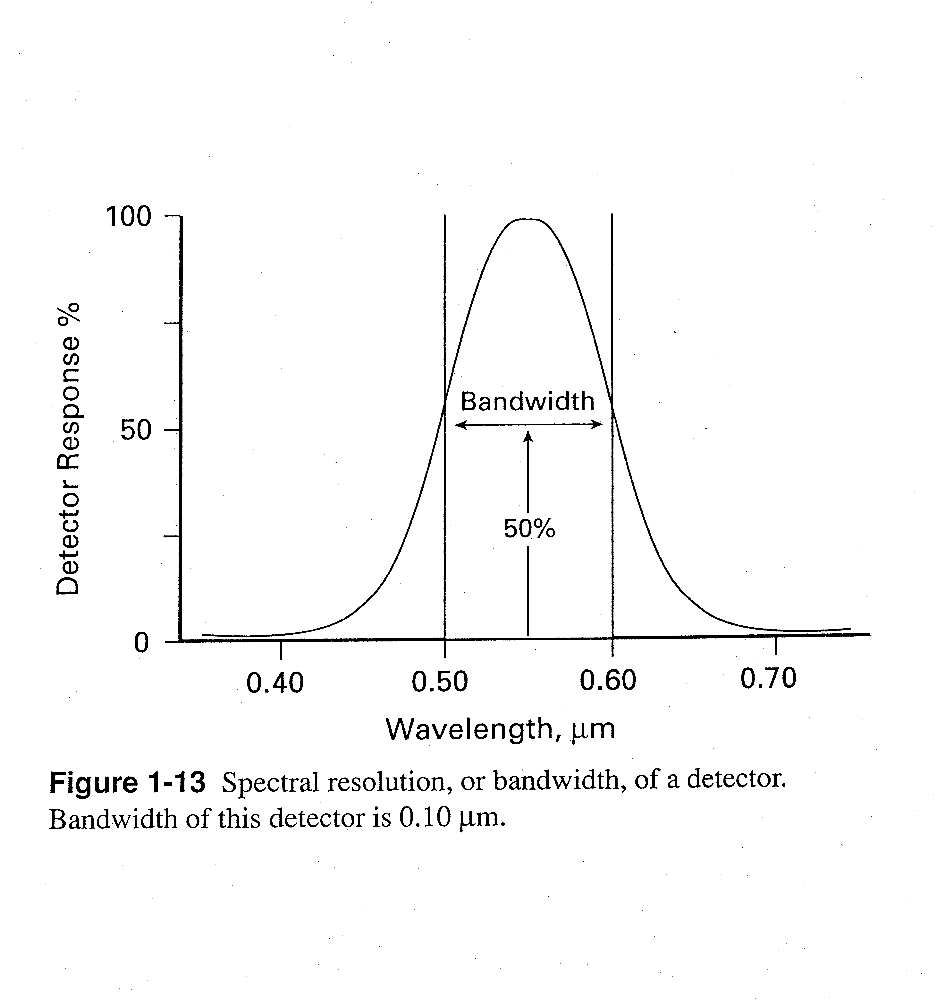 100
50
0
Detector Response %
Bandwidth
50%
0.40 0.50 0.60 0.70
Wavelength, μm
Figure 1-13 Spectral resolution, or bandwidth, of a detector.
Bandwidth of this detector is 0.10 μm.